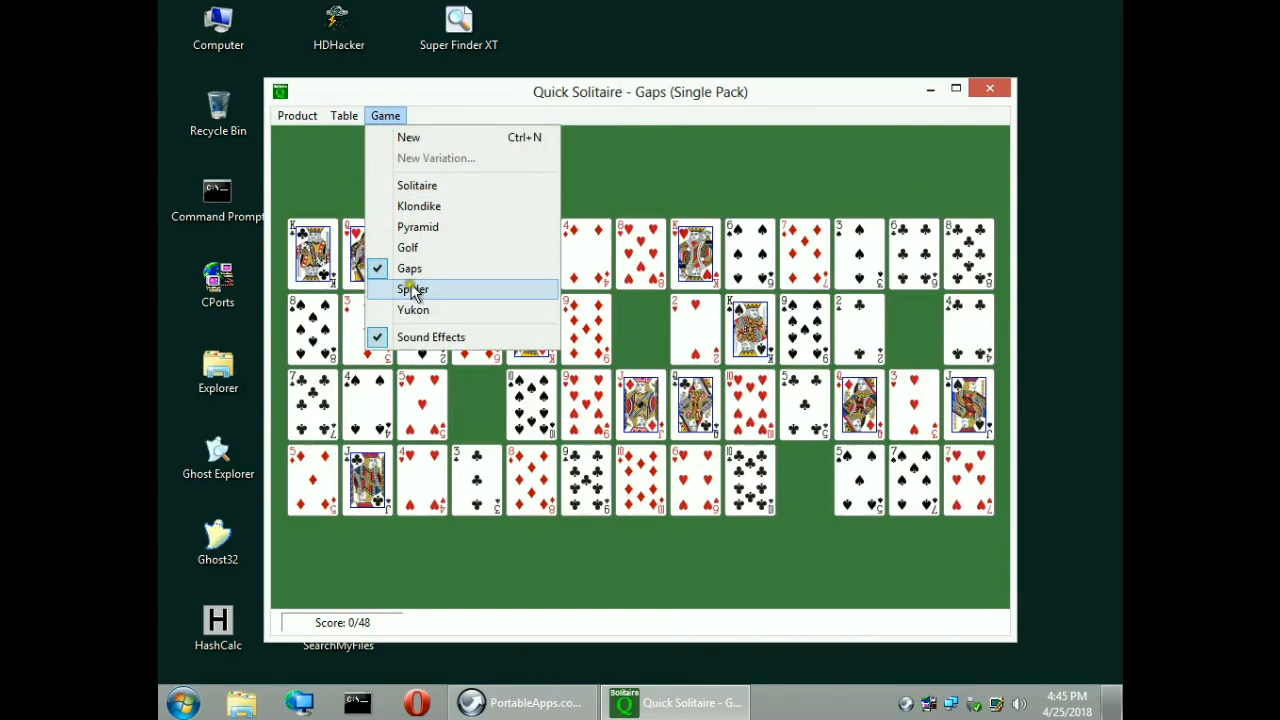 Computer
HDHacker
Super Finder XT
Recycle Bin
Command Prompt
CPorts
Explorer
Ghost Explorer
Ghost32
HashCalc
SearchMyFiles
Quick Solitaire - Gaps (Single Pack)
Product Table Game
New Ctrl+N
New Variation...
Solitaire
Klondike
Pyramid
Golf
Gaps
Spider
Yukon
Sound Effects
Score: 0/48
PortableApps.co...
Quick Solitaire - G...
4:45 PM
4/25/2018